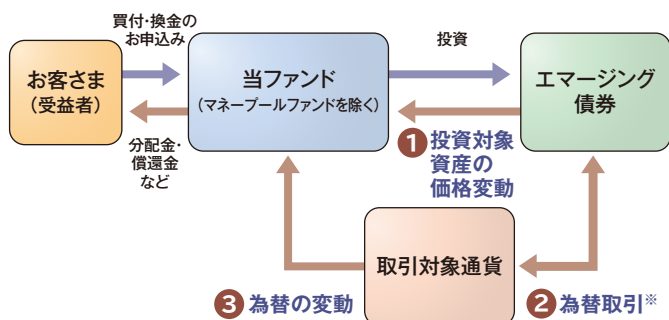 買付・換金の
お申込み
お客さま
（受益者）
分配金・
償還金
など
当ファンド
（マネープールファンドを除く）
投資
エマージング
債券
1 投資対象
資産の
価格変動
取引対象通貨
3 為替の変動
2 為替取引※